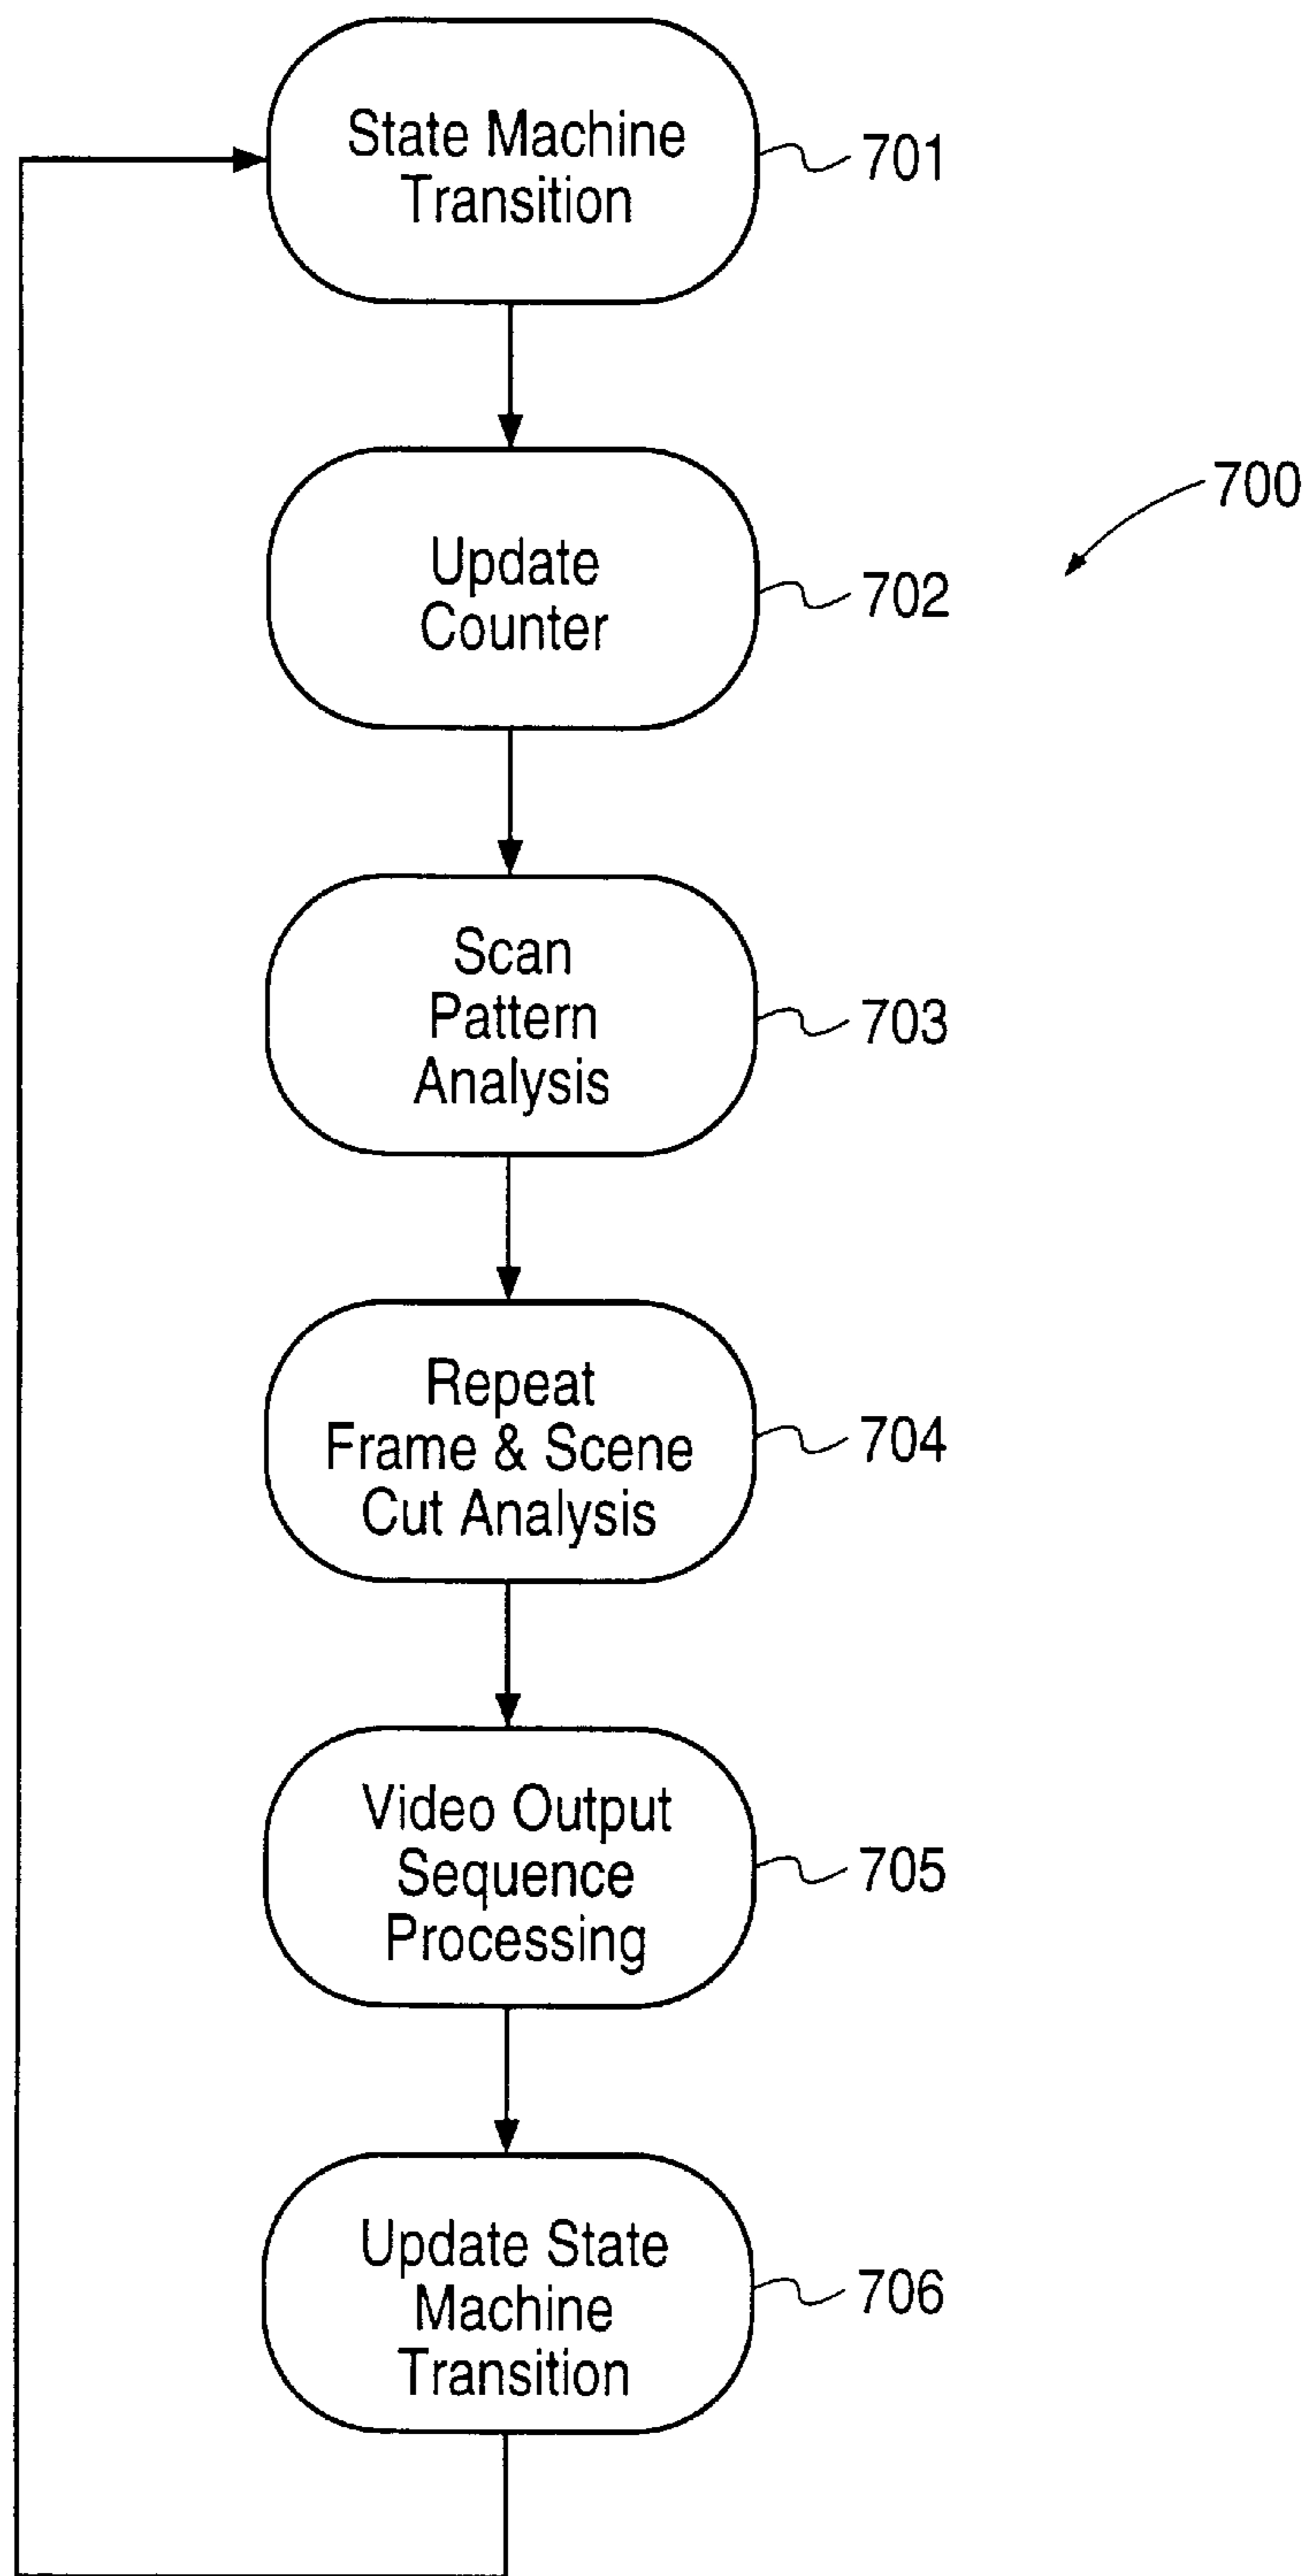 State Machine
Transition
701
700
Update
Counter
702
Scan
Pattern
Analysis
703
Repeat
Frame & Scene
Cut Analysis
704
Video Output
Sequence
Processing
705
Update State
Machine
Transition
706